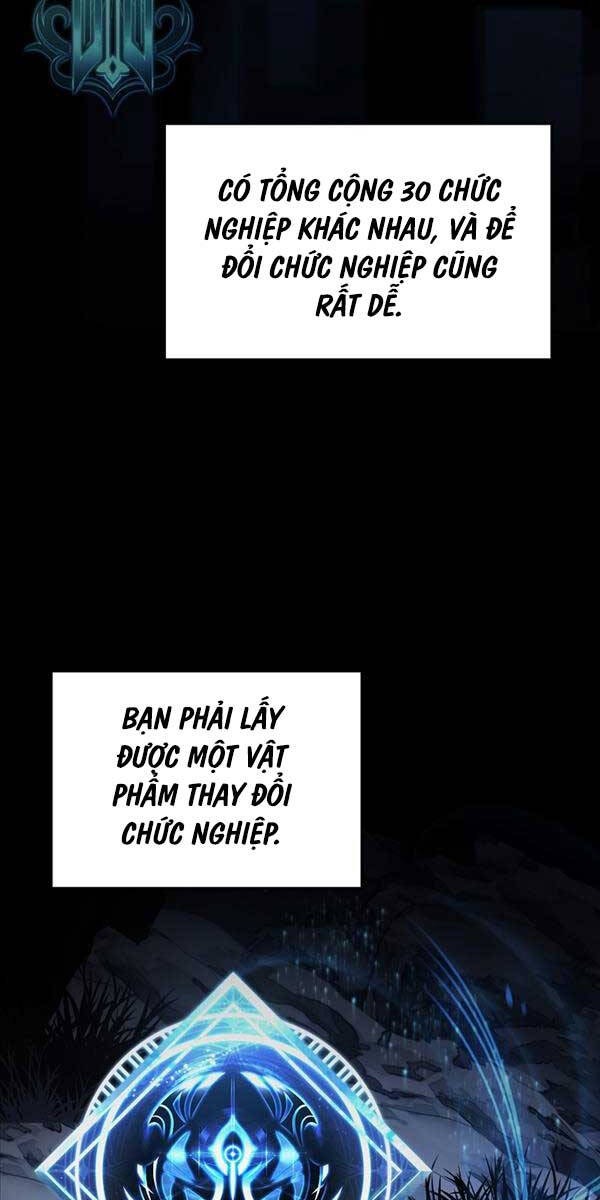 CÓ TỔNG CỘNG 30 CHỨC
NGHIỆP KHÁC NHAU, VÀ ĐỂ
ĐỔI CHỨC NGHIỆP CŨNG
RẤT DỄ.
BẠN PHẢI LẤY
ĐƯỢC MỘT VẬT
PHẨM THAY ĐỔI
CHỨC NGHIỆP.